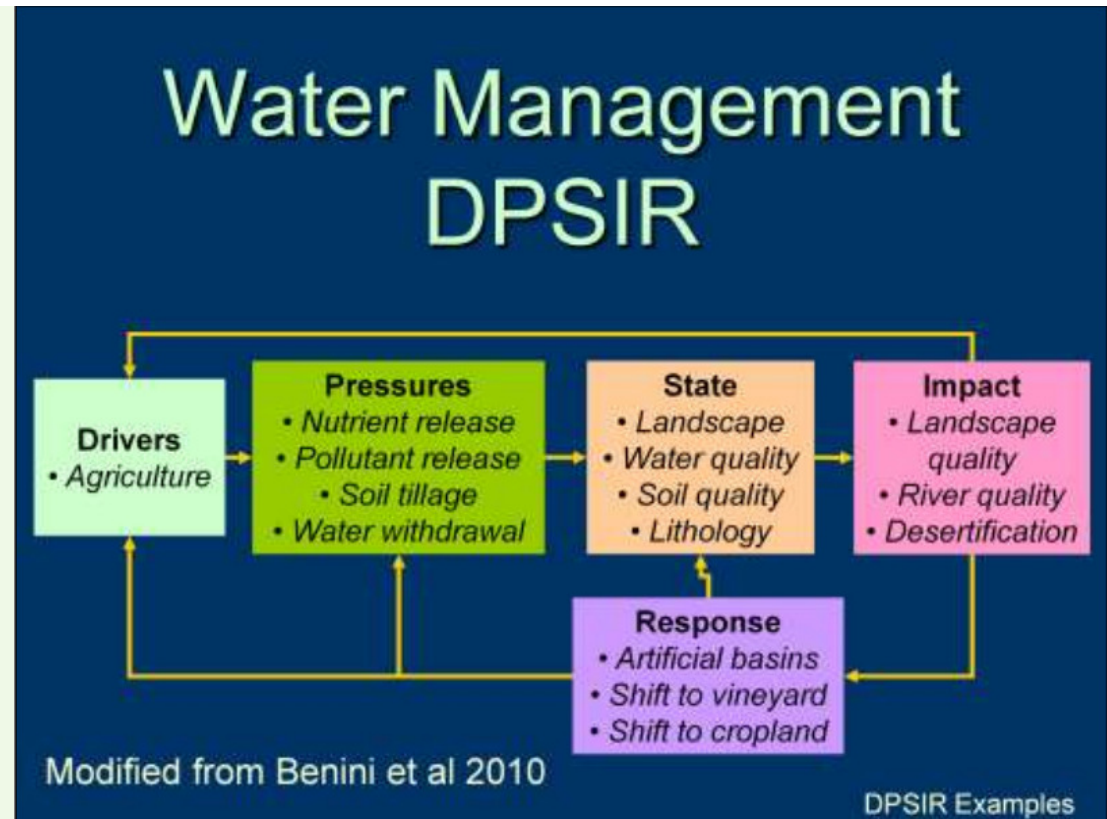 Water Management
DPSIR
Drivers
• Agriculture
Pressures
• Nutrient release
• Pollutant release
• Soil tillage
• Water withdrawal
State
• Landscape
• Water quality
• Soil quality
• Lithology
Impact
• Landscape
quality
• River quality
• Desertification
Response
• Artificial basins
• Shift to vineyard
• Shift to cropland
Modified from Benini et al 2010
DPSIR Examples